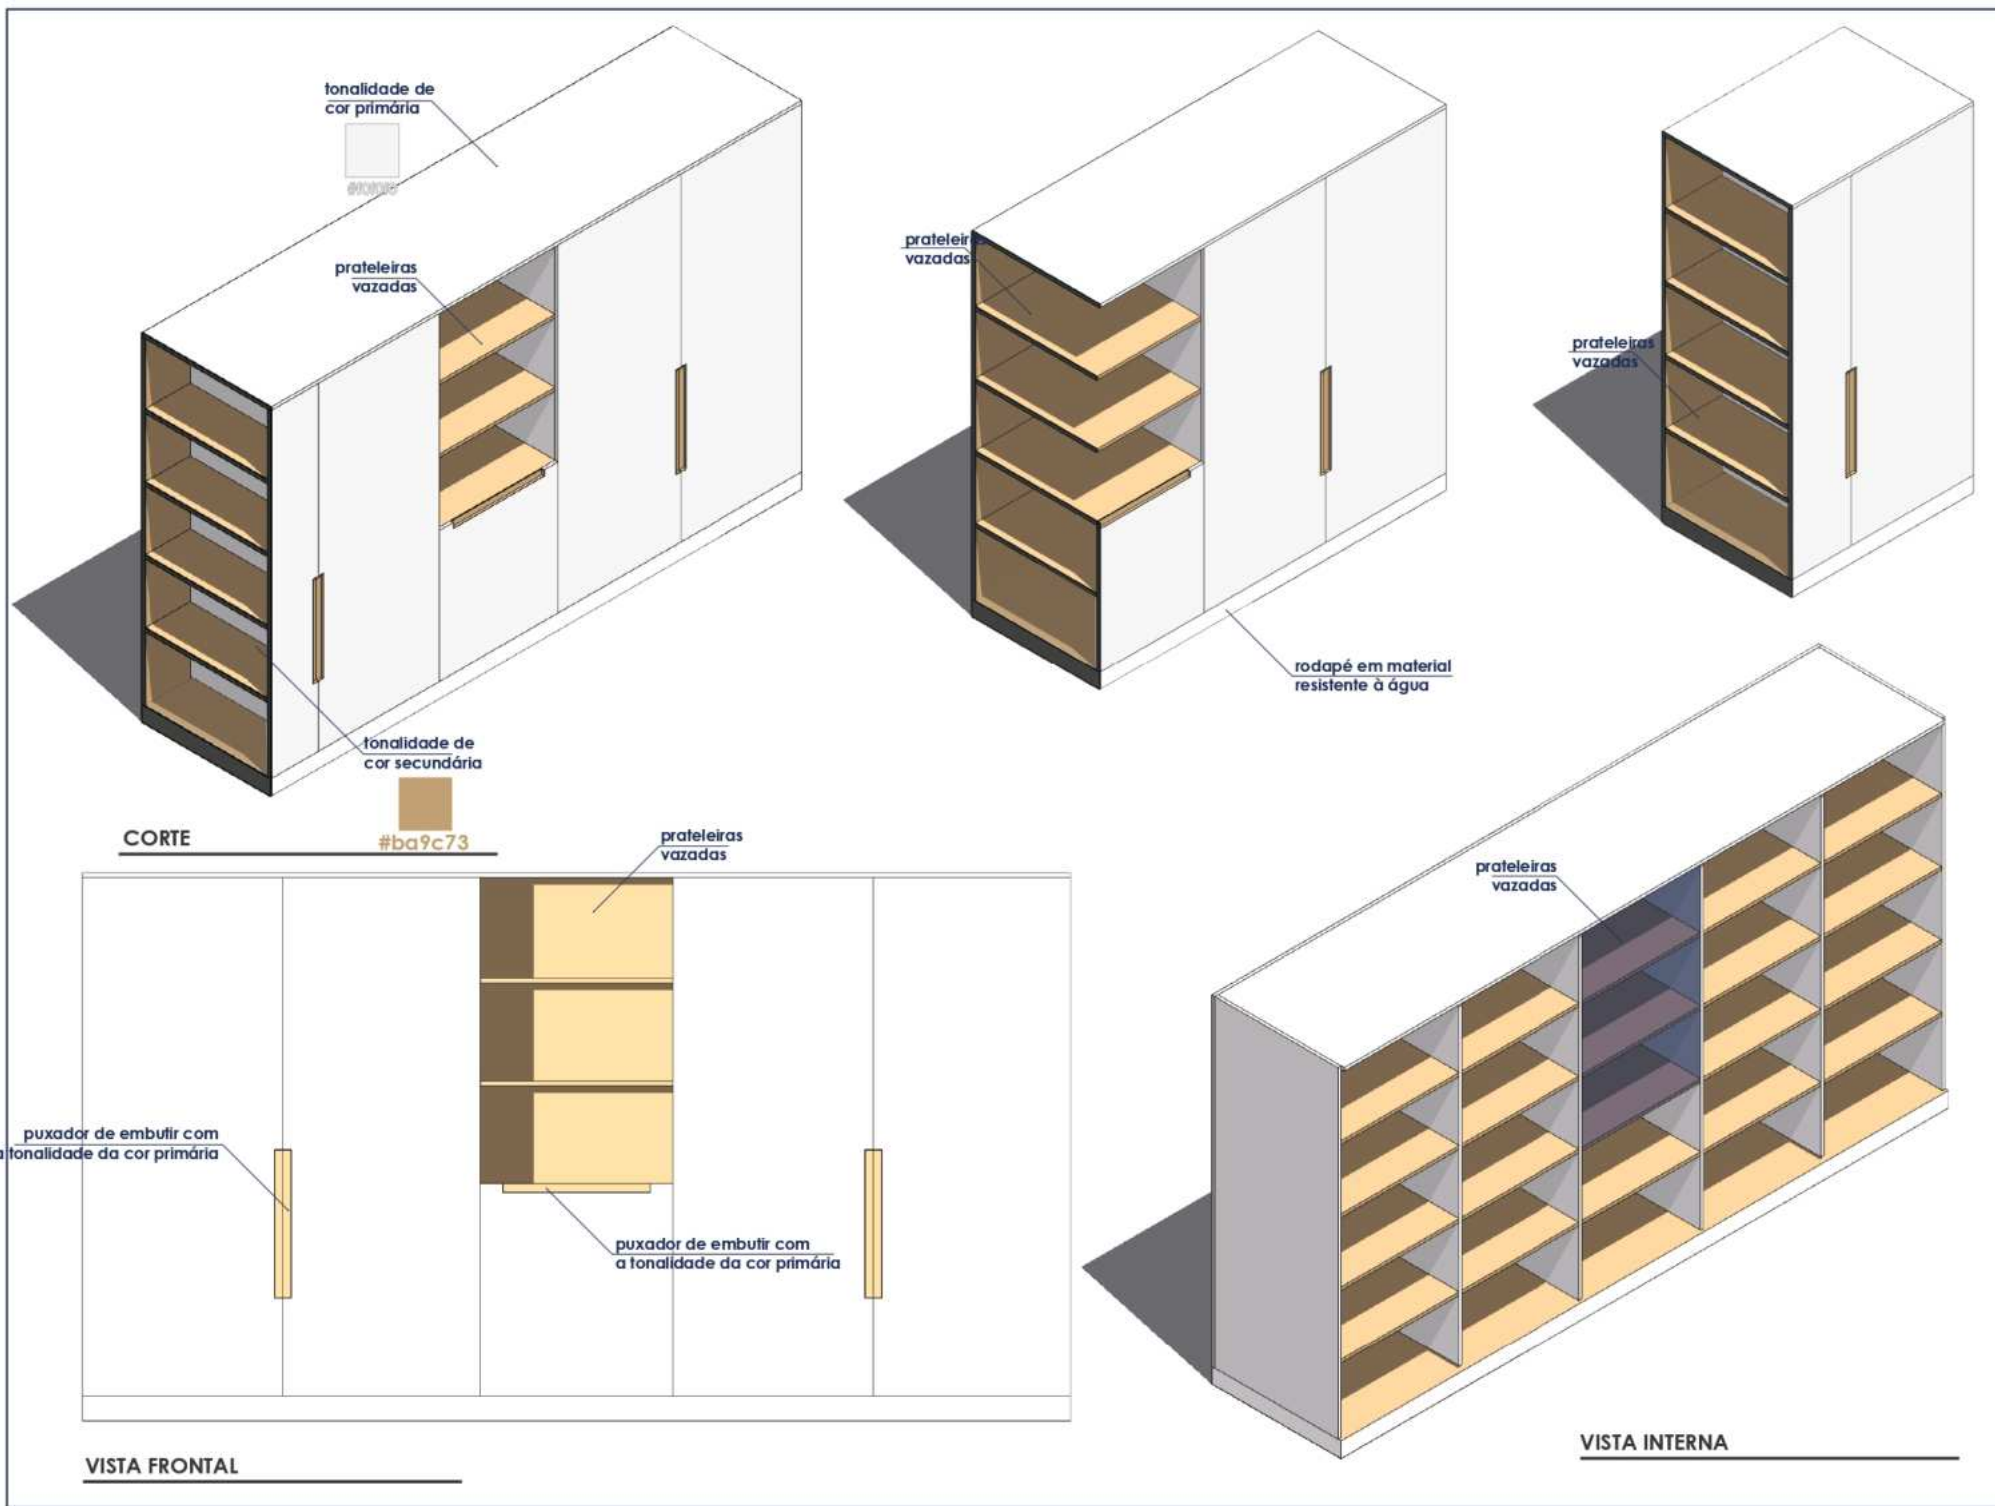 tonalidade de
cor primária
#f0f0f0
prateleiras
vazadas
prateleiras
vazadas
prateleiras
vazadas
rodapé em material
resistente à água
tonalidade de
cor secundária
#ba9c73
CORTE
prateleiras
vazadas
prateleiras
vazadas
puxador de embutir com
a tonalidade da cor primária
puxador de embutir com
a tonalidade da cor primária
VISTA FRONTAL
VISTA INTERNA